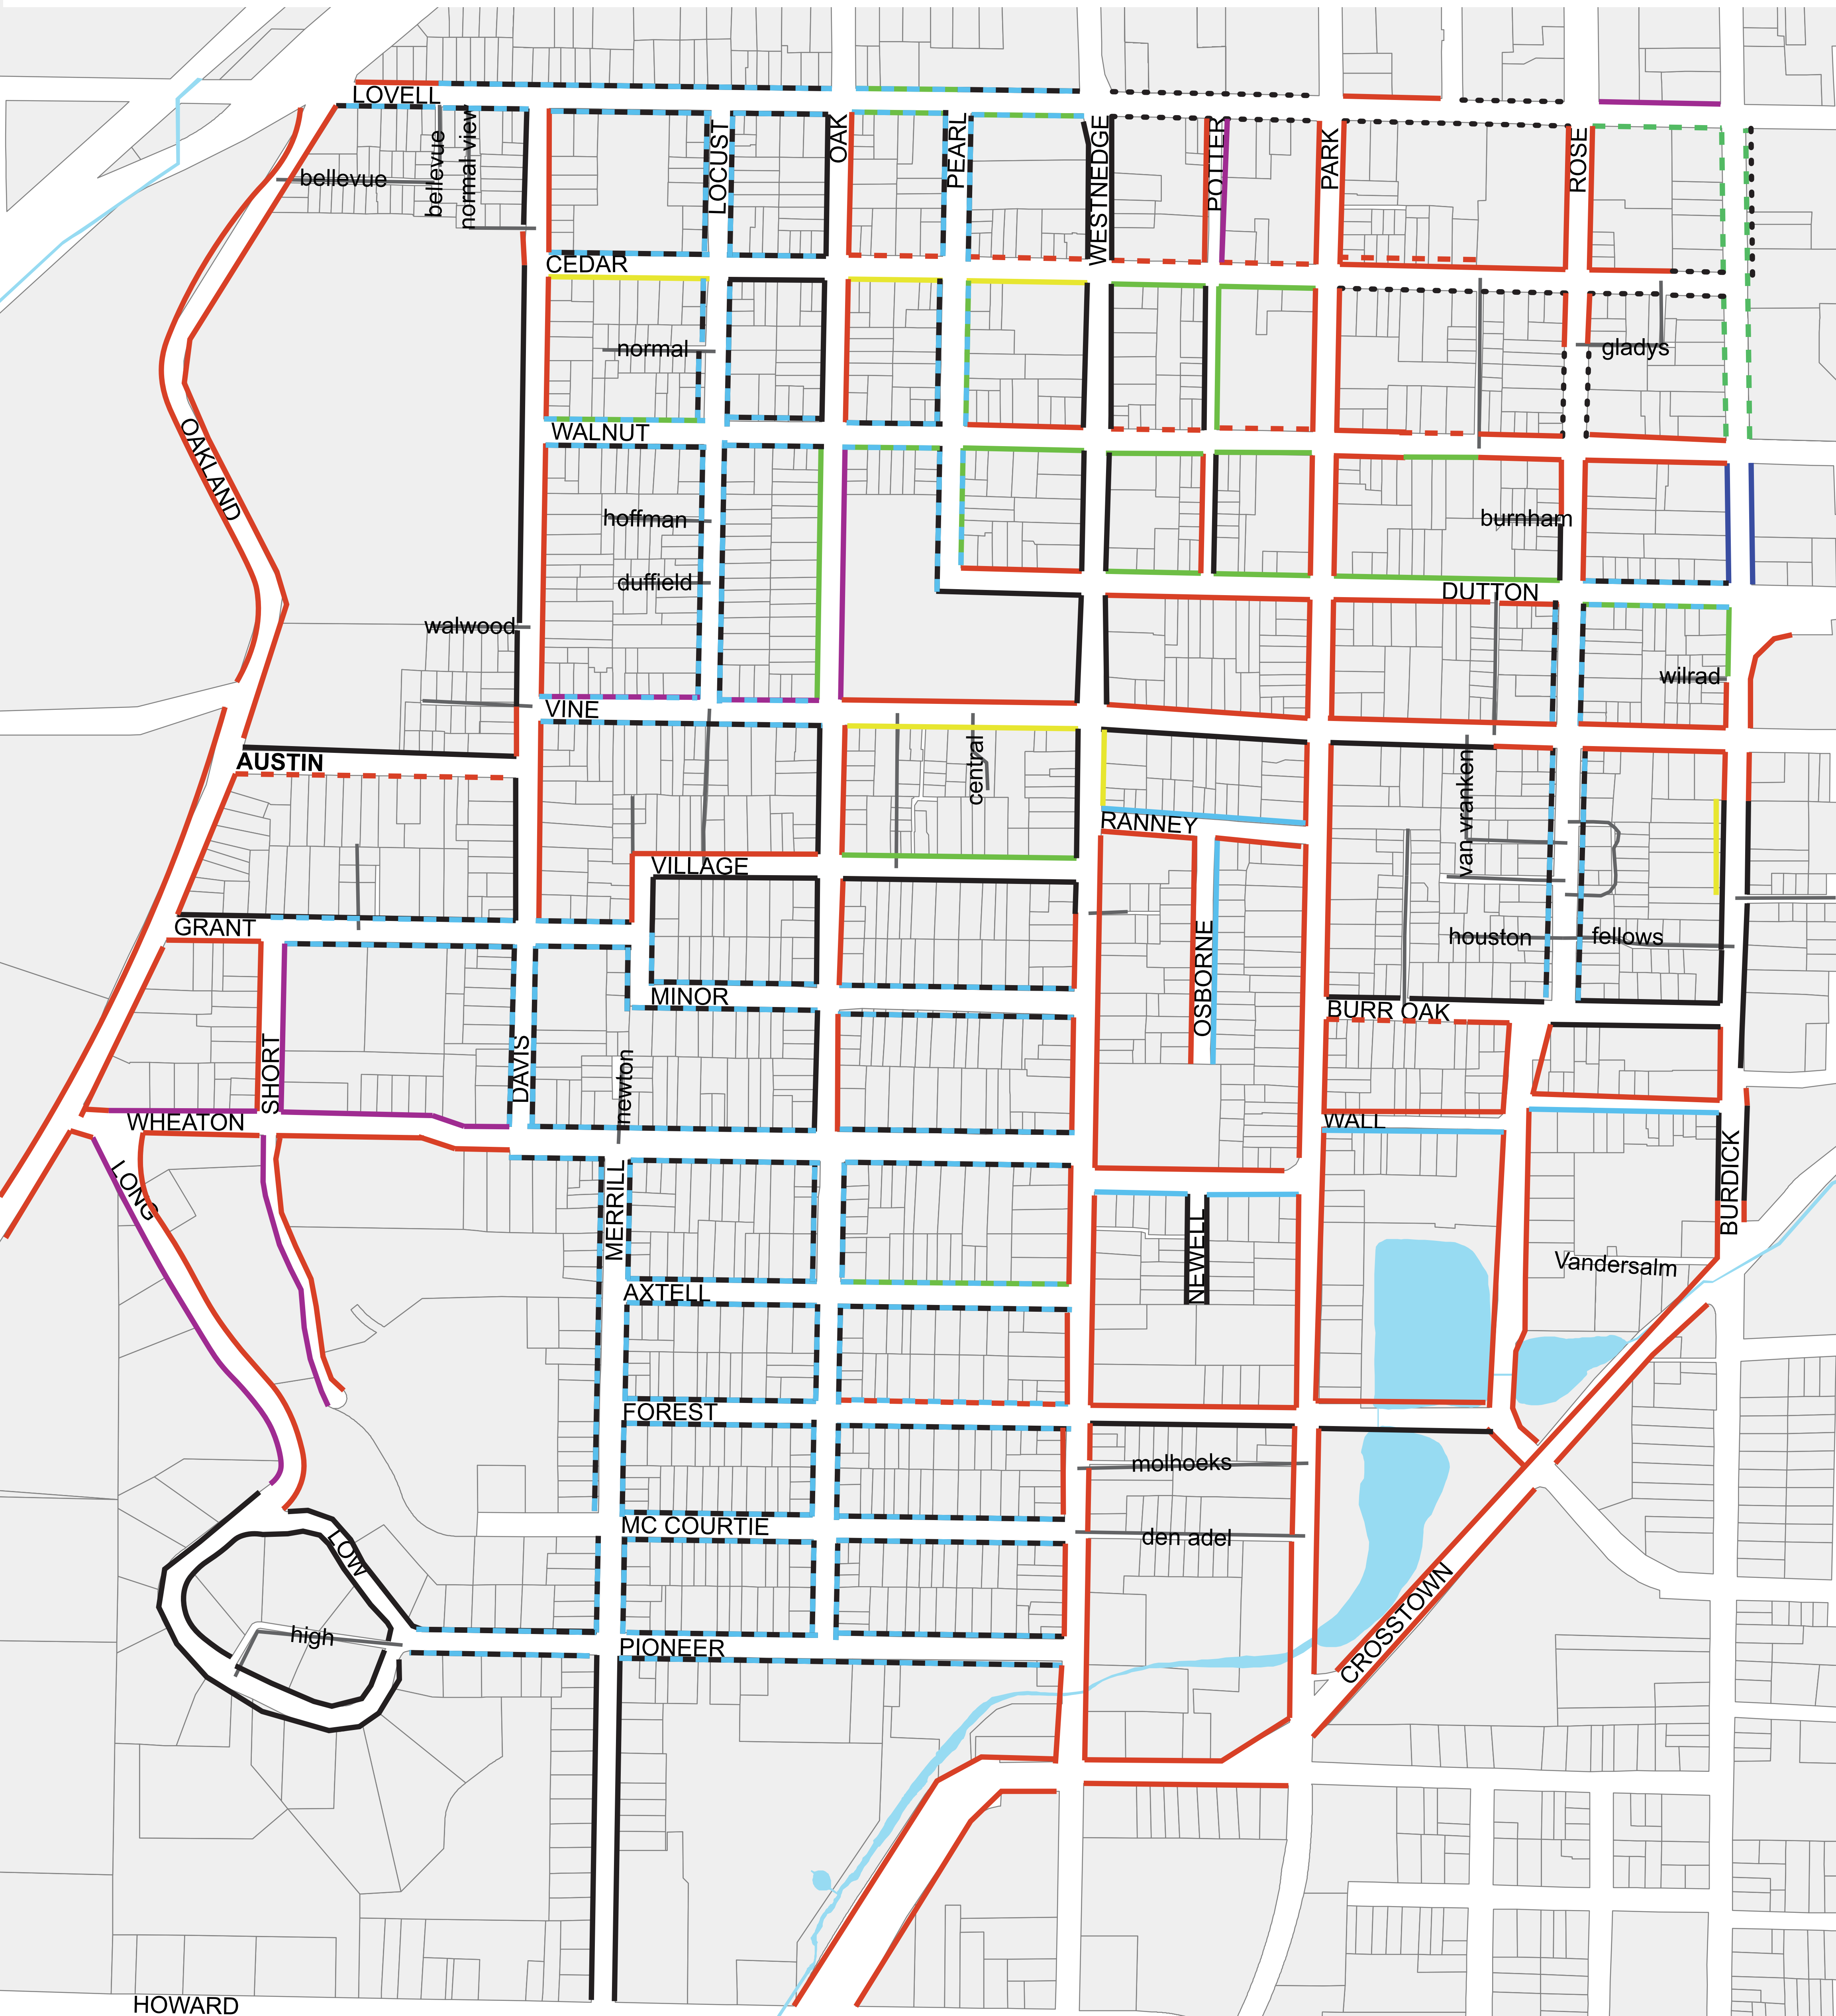 LOVELL
bellevue
bellevue
normal view
LOCUST
OAK
PEARL
WESTNEDGE
POTTER
PARK
ROSE
CEDAR
normal
gladys
WALNUT
OAKLAND
hoffman
burnham
duffield
DUTTON
walwood
wilrad
VINE
AUSTIN
central
van vranken
RANNEY
VILLAGE
GRANT
OSBORNE
houston
fellows
MINOR
BURR OAK
SHORT
DAVIS
newton
WHEATON
WALL
LONG
MERRILL
NEWELL
BURDICK
Vandersalm
AXTELL
FOREST
molhoeks
MC COURTIE
den adel
LOW
high
PIONEER
CROSSTOWN
HOWARD